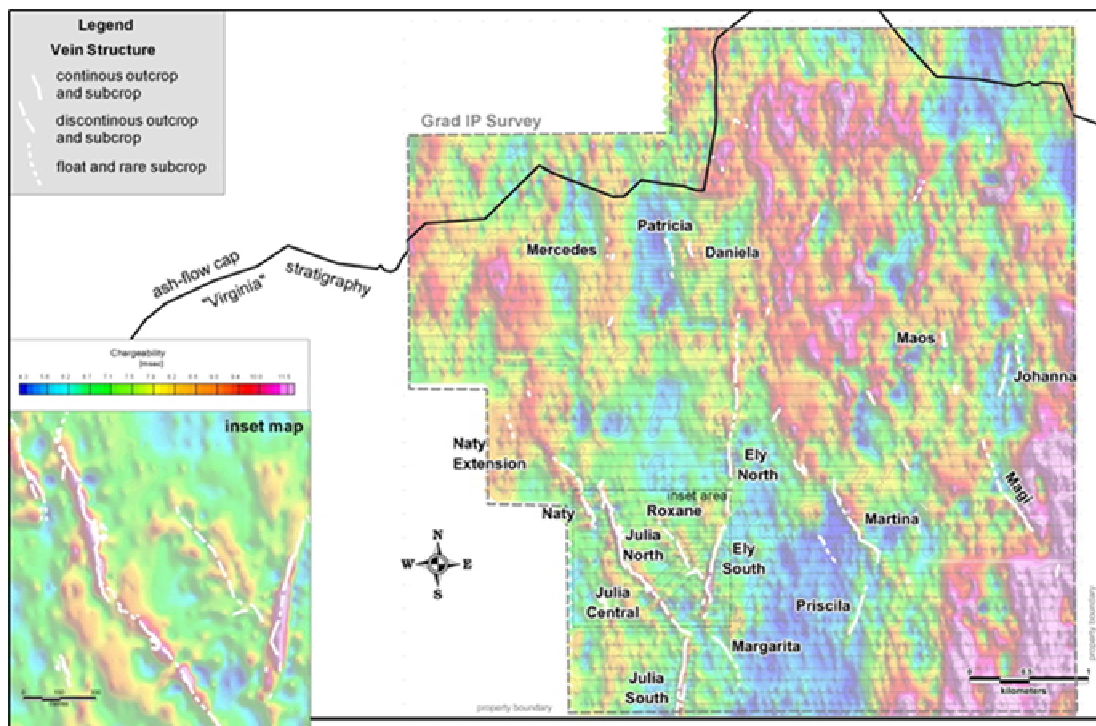 Legend
Vein Structure
continous outcrop
and subcrop
discontinous outcrop
and subcrop
float and rare subcrop
Grad IP Survey
ash-flow cap
"Virginia"
stratigraphy
Mercedes
Patricia
Daniela
Maos
Johanna
Magi
Naty
Extension
Naty
inset area
Roxane
Ely
North
Martina
Julia
North
Ely
South
Julia
Central
Priscila
Margarita
Julia
South
N
W
E
S
Chargeability
inset map
property boundary
property boundary
0
1
kilometers